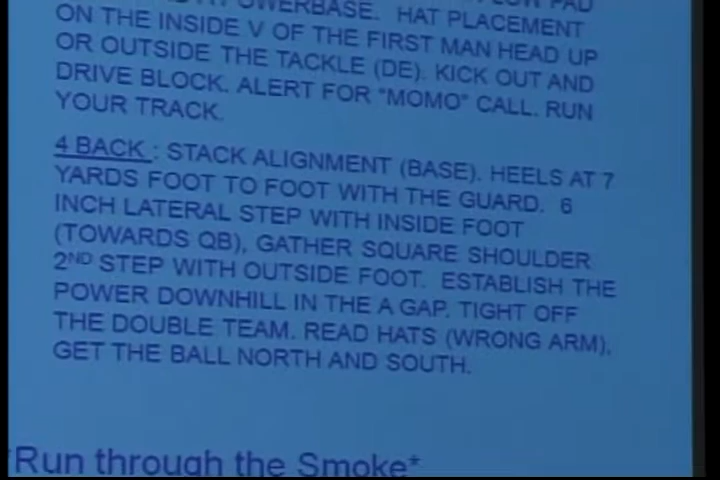 POWERBASE. HAT PLACEMENT
ON THE INSIDE V OF THE FIRST MAN HEAD UP
OR OUTSIDE THE TACKLE (DE). KICK OUT AND
DRIVE BLOCK. ALERT FOR "MOMO" CALL. RUN
YOUR TRACK.
4 BACK : STACK ALIGNMENT (BASE). HEELS AT 7
YARDS FOOT TO FOOT WITH THE GUARD. 6
INCH LATERAL STEP WITH INSIDE FOOT
(TOWARDS QB), GATHER SQUARE SHOULDER
2ND STEP WITH OUTSIDE FOOT. ESTABLISH THE
POWER DOWNHILL IN THE A GAP. TIGHT OFF
THE DOUBLE TEAM. READ HATS (WRONG ARM),
GET THE BALL NORTH AND SOUTH.
*Run through the Smoke*